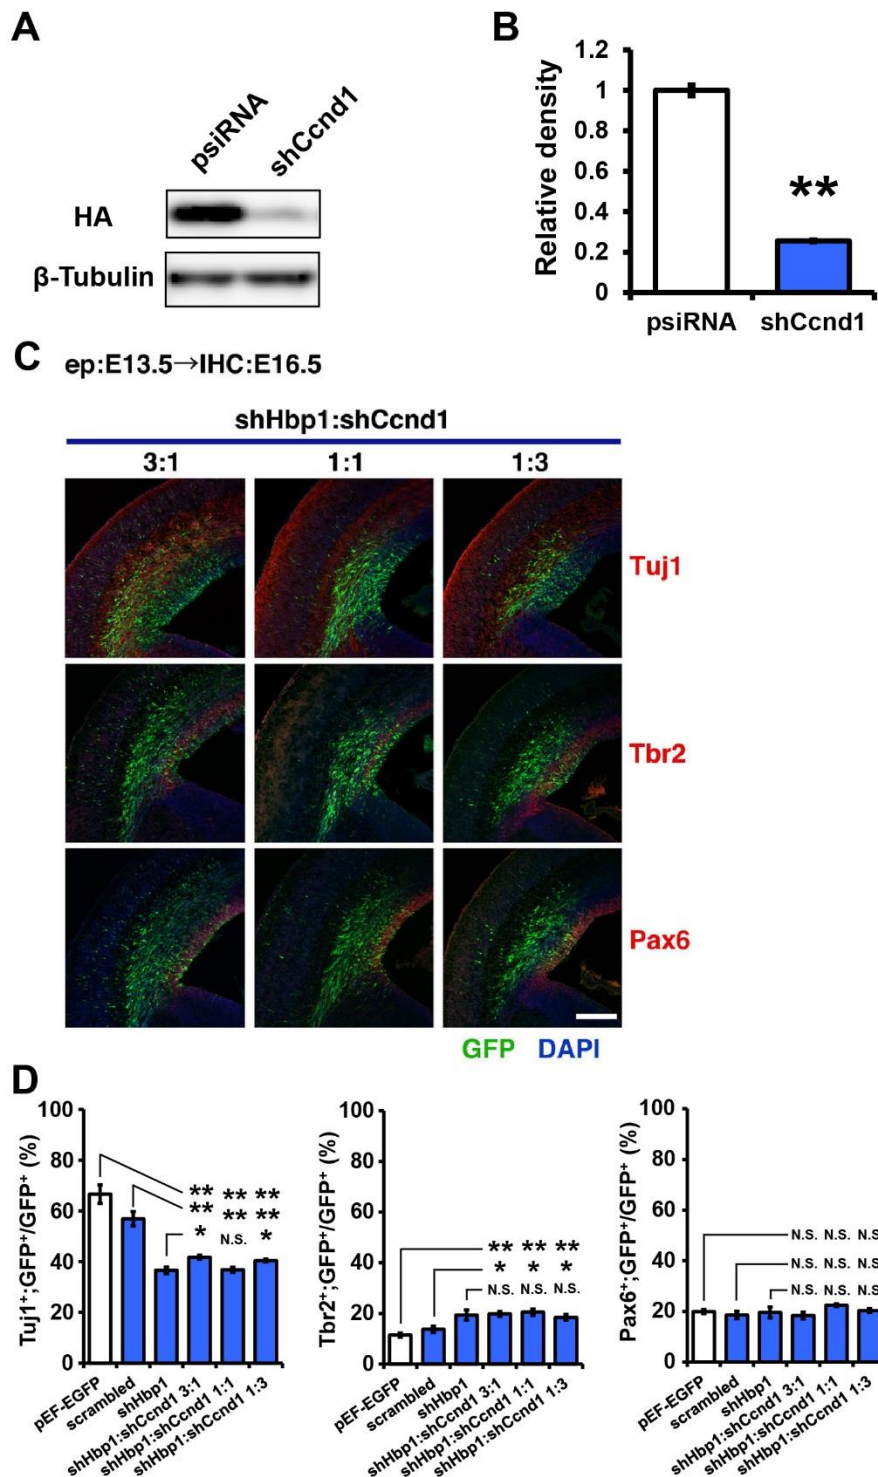 A
psiRNA
shCcnd1
HA
β-Tubulin
B
Relative density
1.2
1
0.8
0.6
0.4
0.2
0
**
psiRNA
shCcnd1
C
ep:E13.5→IHC:E16.5
shHbp1:shCcnd1
3:1
1:1
1:3
Tuj1
Tbr2
Pax6
GFP
DAPI
D
Tuj1⁺;GFP⁺/GFP⁺ (%)
100
80
60
40
20
0
** ** **
** ** **
* N.S. *
pEF-EGFP
scrambled
shHbp1
shHbp1:shCcnd1 3:1
shHbp1:shCcnd1 1:1
shHbp1:shCcnd1 1:3
Tbr2⁺;GFP⁺/GFP⁺ (%)
100
80
60
40
20
0
** ** **
* * *
N.S. N.S. N.S.
pEF-EGFP
scrambled
shHbp1
shHbp1:shCcnd1 3:1
shHbp1:shCcnd1 1:1
shHbp1:shCcnd1 1:3
Pax6⁺;GFP⁺/GFP⁺ (%)
100
80
60
40
20
0
N.S. N.S. N.S.
N.S. N.S. N.S.
N.S. N.S. N.S.
pEF-EGFP
scrambled
shHbp1
shHbp1:shCcnd1 3:1
shHbp1:shCcnd1 1:1
shHbp1:shCcnd1 1:3